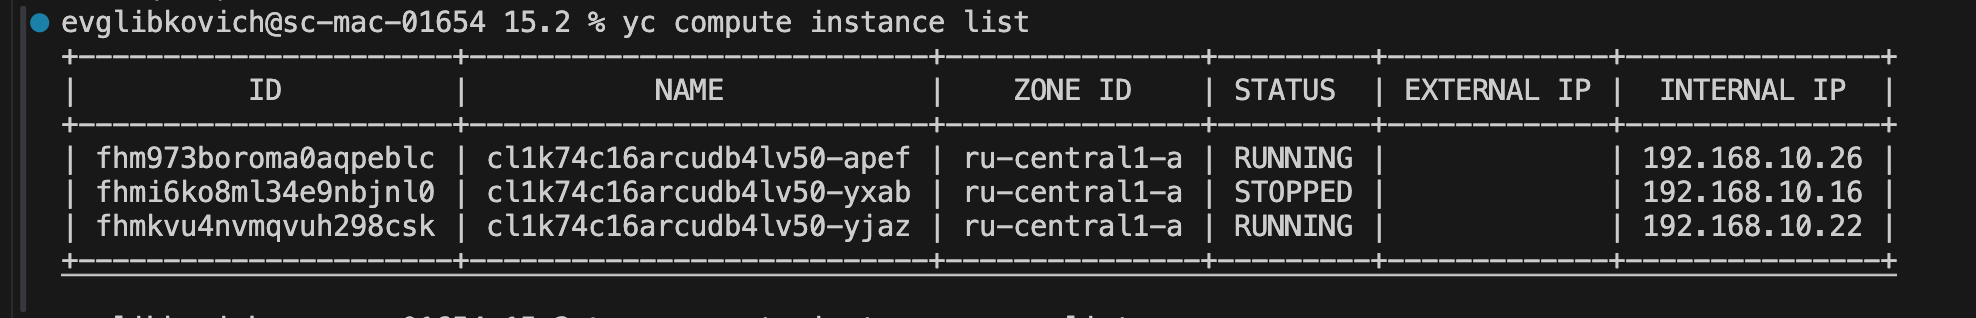 evglibkovich@sc-mac-01654 15.2 % yc compute instance list
+----------------------+---------------------------+---------------+---------+-------------+---------------+
| ID | NAME | ZONE ID | STATUS | EXTERNAL IP | INTERNAL IP |
+----------------------+---------------------------+---------------+---------+-------------+---------------+
| fhm973boroma0aqpeblc | cl1k74c16arcudb4lv50-apef | ru-central1-a | RUNNING | | 192.168.10.26 |
| fhmi6ko8ml34e9nbjnl0 | cl1k74c16arcudb4lv50-yxab | ru-central1-a | STOPPED | | 192.168.10.16 |
| fhmkvu4nvmqvuh298csk | cl1k74c16arcudb4lv50-yjaz | ru-central1-a | RUNNING | | 192.168.10.22 |
+----------------------+---------------------------+---------------+---------+-------------+---------------+